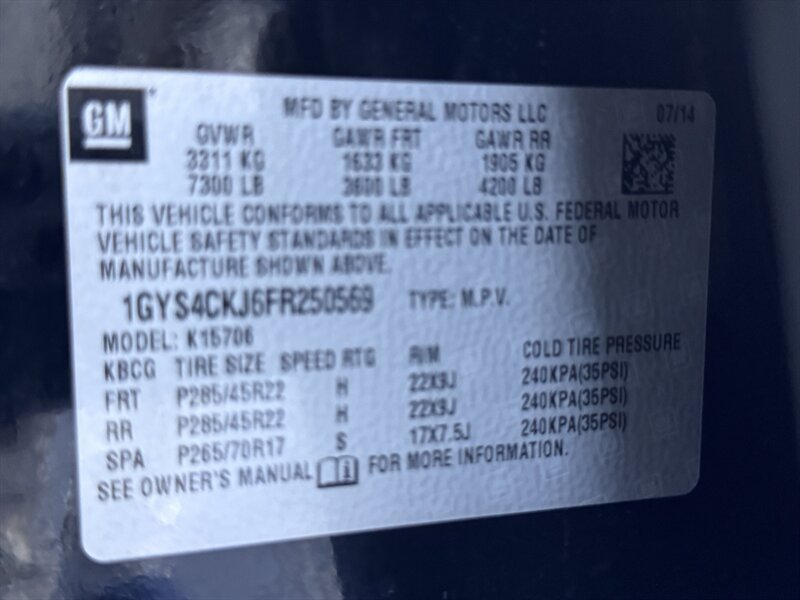 GM
MFD BY GENERAL MOTORS LLC 07/14
GVWR GAWR FRT GAWR RR
3311 KG 1633 KG 1905 KG
7300 LB 3600 LB 4200 LB
THIS VEHICLE CONFORMS TO ALL APPLICABLE U.S. FEDERAL MOTOR
VEHICLE SAFETY STANDARDS IN EFFECT ON THE DATE OF
MANUFACTURE SHOWN ABOVE.
1GYS4CKJ6FR250569 TYPE: M.P.V.
MODEL: K15706
KBCG TIRE SIZE SPEED RTG RIM COLD TIRE PRESSURE
FRT P285/45R22 H 22X9J 240KPA(35PSI)
RR P285/45R22 H 22X9J 240KPA(35PSI)
SPA P265/70R17 S 17X7.5J 240KPA(35PSI)
SEE OWNER'S MANUAL FOR MORE INFORMATION.